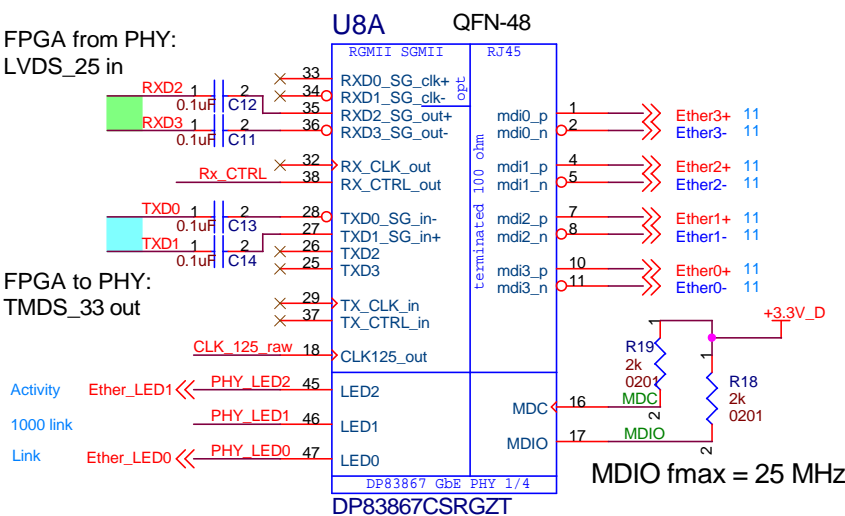 U8A QFN-48
FPGA from PHY:
LVDS_25 in
RGMII SGMII RJ45
opt
33 RXD0_SG_clk+
34 RXD1_SG_clk-
RXD2 1 2 35 RXD2_SG_out+
0.1uF C12
RXD3 1 2 36 RXD3_SG_out-
0.1uF C11
32 RX_CLK_out
Rx_CTRL 38 RX_CTRL_out
TXD0 1 2 28 TXD0_SG_in-
0.1uF C13
27 TXD1_SG_in+
TXD1 1 2
0.1uF C14
26 TXD2
25 TXD3
FPGA to PHY:
TMDS_33 out
29 TX_CLK_in
37 TX_CTRL_in
CLK_125_raw 18 CLK125_out
Activity Ether_LED1 PHY_LED2 45 LED2
1000 link PHY_LED1 46 LED1
Link Ether_LED0 PHY_LED0 47 LED0
terminated 100 ohm
mdi0_p 1 Ether3+ 11
mdi0_n 2 Ether3- 11
mdi1_p 4 Ether2+ 11
mdi1_n 5 Ether2- 11
mdi2_p 7 Ether1+ 11
mdi2_n 8 Ether1- 11
mdi3_p 10 Ether0+ 11
mdi3_n 11 Ether0- 11
+3.3V_D
1 R19
2k
0201
2
1 R18
2k
0201
2
MDC 16 MDC
MDIO 17 MDIO
MDIO fmax = 25 MHz
DP83867 GbE PHY 1/4
DP83867CSRGZT